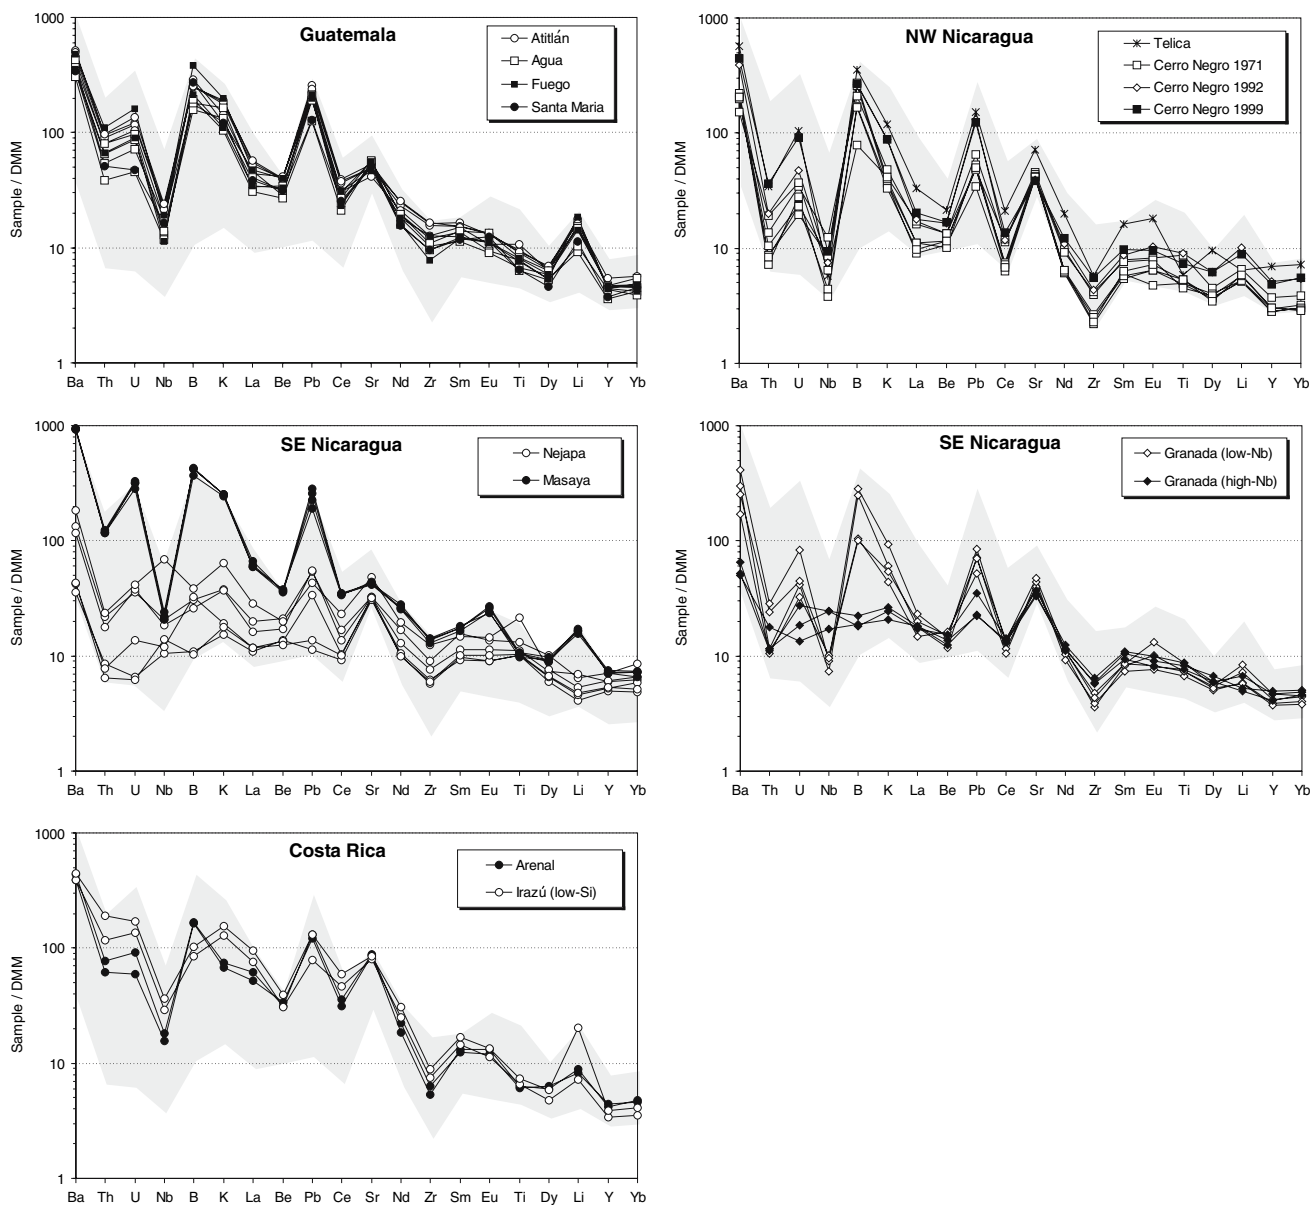 Guatemala
Atitlán
Agua
Fuego
Santa Maria
Sample / DMM
1000
100
10
1
Ba Th U Nb B K La Be Pb Ce Sr Nd Zr Sm Eu Ti Dy Li Y Yb
NW Nicaragua
Telica
Cerro Negro 1971
Cerro Negro 1992
Cerro Negro 1999
Sample / DMM
1000
100
10
1
Ba Th U Nb B K La Be Pb Ce Sr Nd Zr Sm Eu Ti Dy Li Y Yb
SE Nicaragua
Nejapa
Masaya
Sample / DMM
1000
100
10
1
Ba Th U Nb B K La Be Pb Ce Sr Nd Zr Sm Eu Ti Dy Li Y Yb
SE Nicaragua
Granada (low-Nb)
Granada (high-Nb)
Sample / DMM
1000
100
10
1
Ba Th U Nb B K La Be Pb Ce Sr Nd Zr Sm Eu Ti Dy Li Y Yb
Costa Rica
Arenal
Irazú (low-Si)
Sample / DMM
1000
100
10
1
Ba Th U Nb B K La Be Pb Ce Sr Nd Zr Sm Eu Ti Dy Li Y Yb